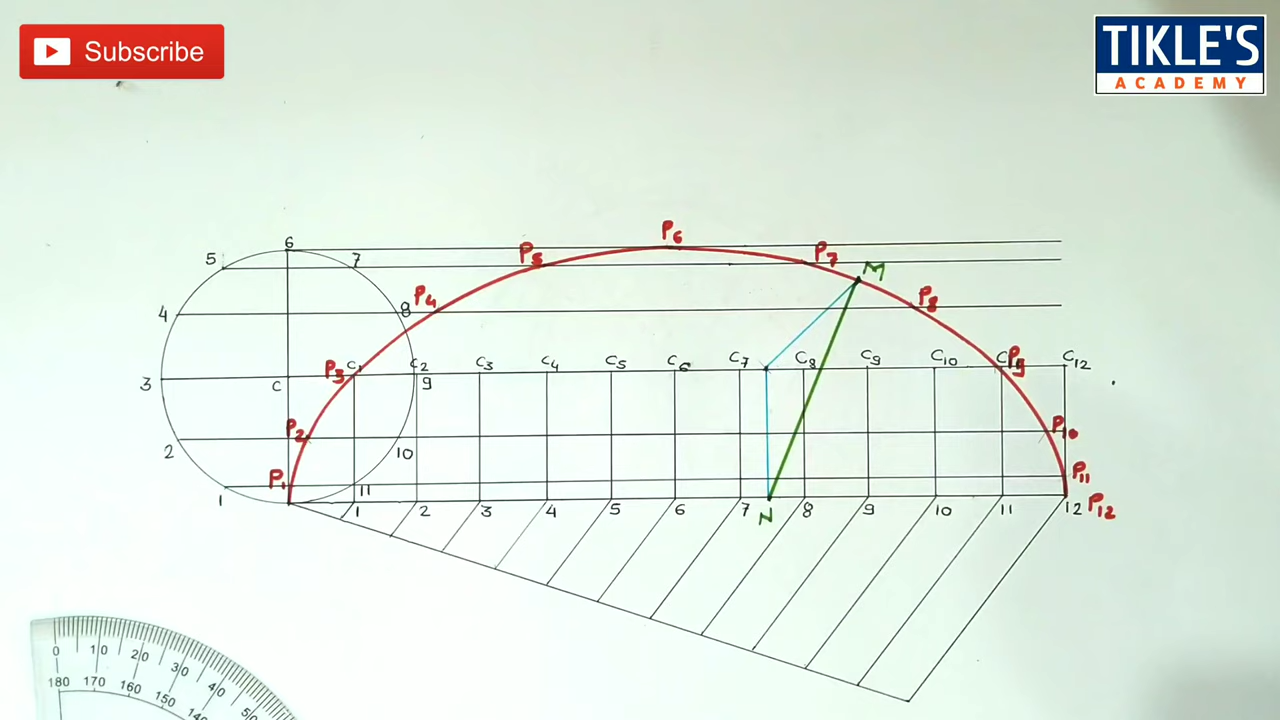 Subscribe
TIKLE'S
ACADEMY
6
5
7
P5
P6
P7
M
4
8
P4
P8
3
C
P3
C1
C2
9
C3
C4
C5
C6
C7
C8
C9
C10
P9
C12
2
P2
10
P10
1
P1
11
P11
1
2
3
4
5
6
7
N
8
9
10
11
12
P12
0
10
20
30
40
50
180
170
160
150